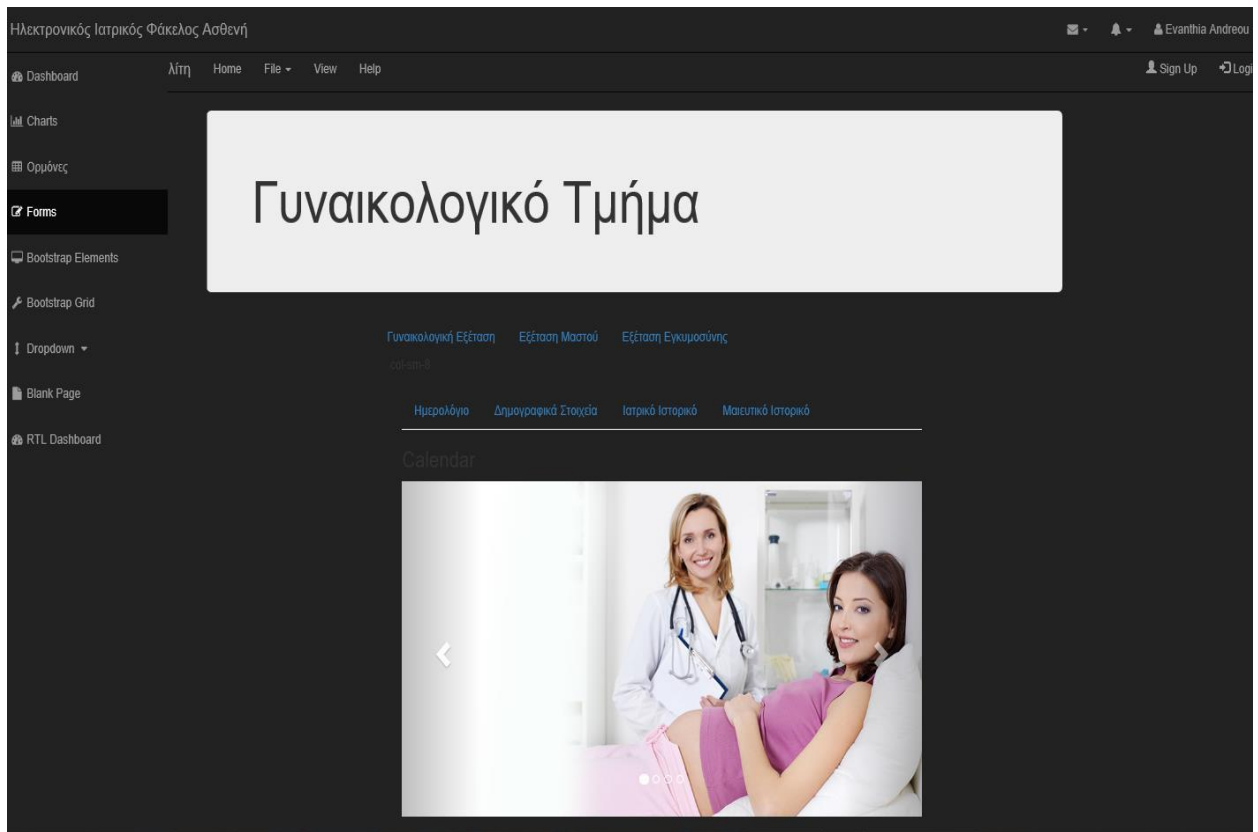 Ηλεκτρονικός Ιατρικός Φάκελος Ασθενή
Evanthia Andreou
Dashboard
λίτη Home File View Help
Sign Up Logi
Charts
Ορμόνες
Forms
Bootstrap Elements
Bootstrap Grid
Dropdown
Blank Page
RTL Dashboard
Γυναικολογικό Τμήμα
Γυναικολογική Εξέταση Εξέταση Μαστού Εξέταση Εγκυμοσύνης
col-sm-8
Ημερολόγιο Δημογραφικά Στοιχεία Ιατρικό Ιστορικό Μαιευτικό Ιστορικό
Calendar